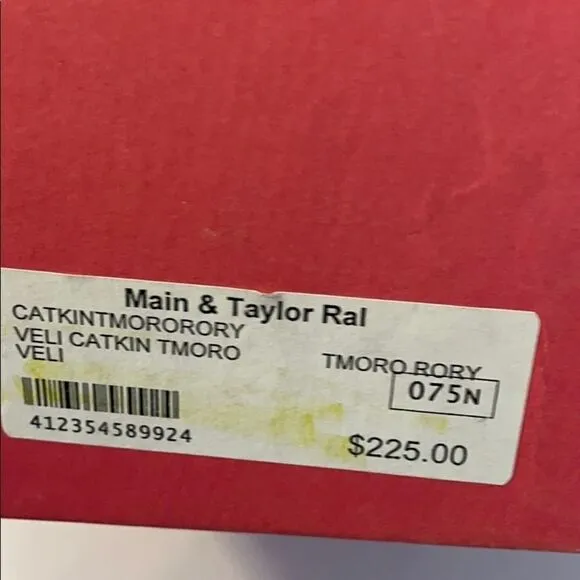 Main & Taylor Ral
CATKINTMORORORY
VELI CATKIN TMORO
VELI
TMORO RORY
075N
412354589924
$225.00